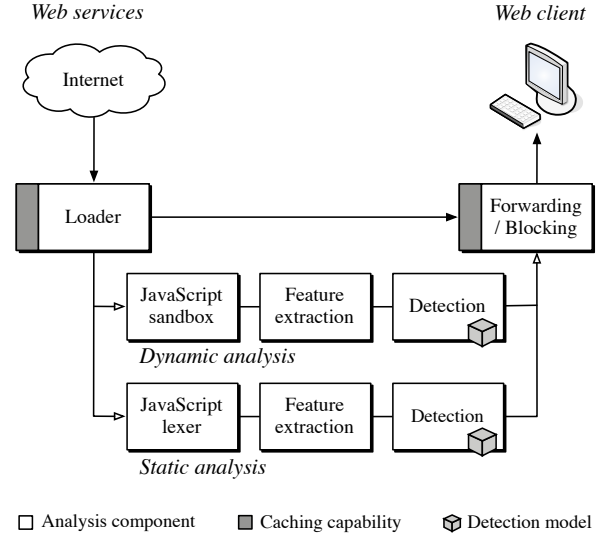 Web services
Web client
Internet
Loader
Forwarding
/ Blocking
JavaScript
sandbox
Feature
extraction
Detection
Dynamic analysis
JavaScript
lexer
Feature
extraction
Detection
Static analysis
Analysis component
Caching capability
Detection model